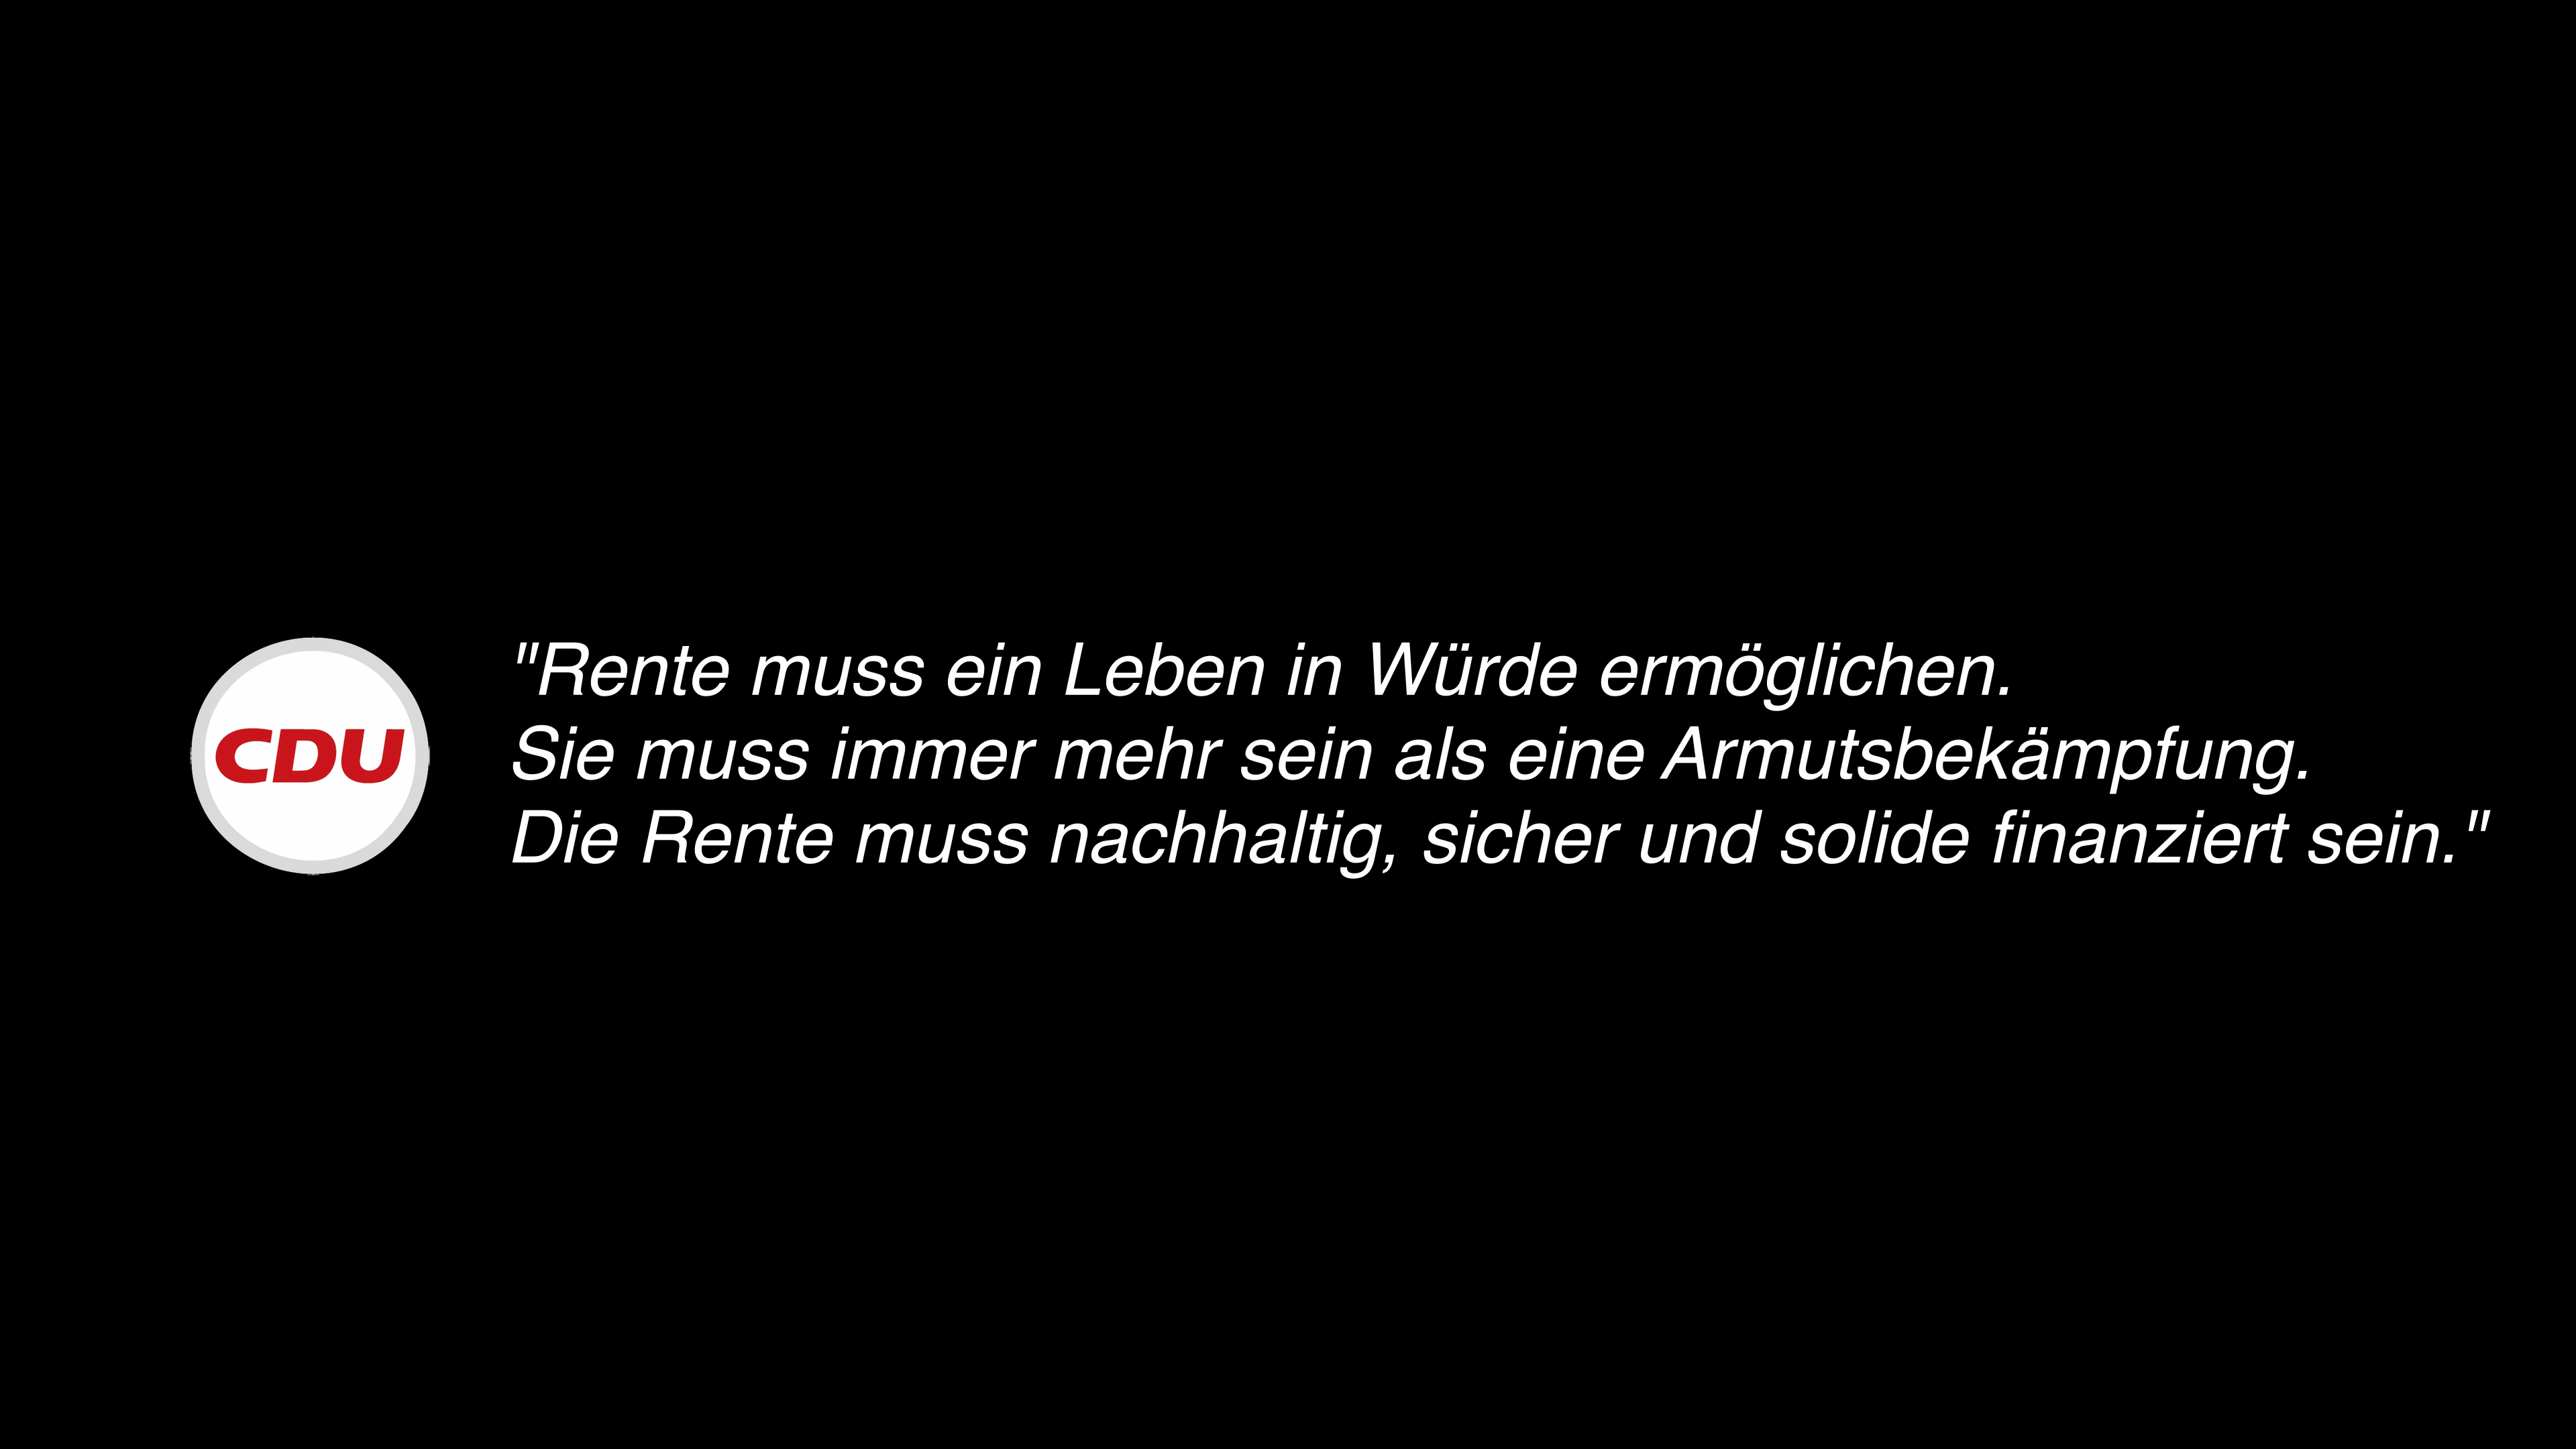 CDU
"Rente muss ein Leben in Würde ermöglichen.
Sie muss immer mehr sein als eine Armutsbekämpfung.
Die Rente muss nachhaltig, sicher und solide finanziert sein."